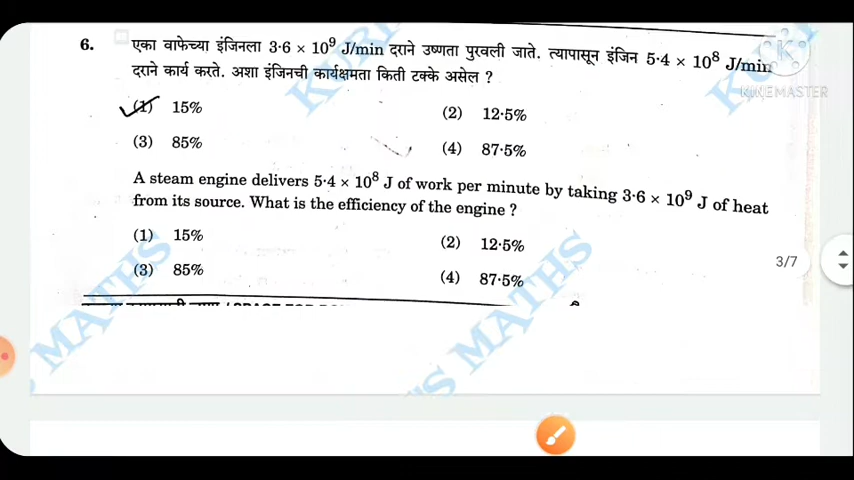 6. एका वाफेच्या इंजिनला 3·6 × 10⁹ J/min दराने उष्णता पुरवली जाते. त्यापासून इंजिन 5·4 × 10⁸ J/min
दराने कार्य करते. अशा इंजिनची कार्यक्षमता किती टक्के असेल ?
KINEMASTER
(1) 15% (2) 12·5%
(3) 85% (4) 87·5%
A steam engine delivers 5·4 × 10⁸ J of work per minute by taking 3·6 × 10⁹ J of heat
from its source. What is the efficiency of the engine ?
(1) 15% (2) 12·5%
(3) 85% (4) 87·5%
3/7
MATHS
MATHS